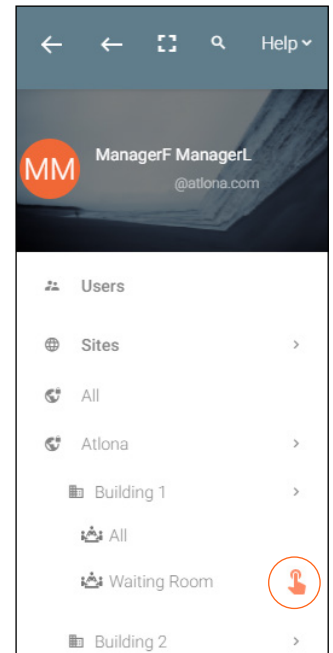 Help
MM
ManagerF ManagerL
@atlona.com
Users
Sites
All
Atlona
Building 1
All
Waiting Room
Building 2